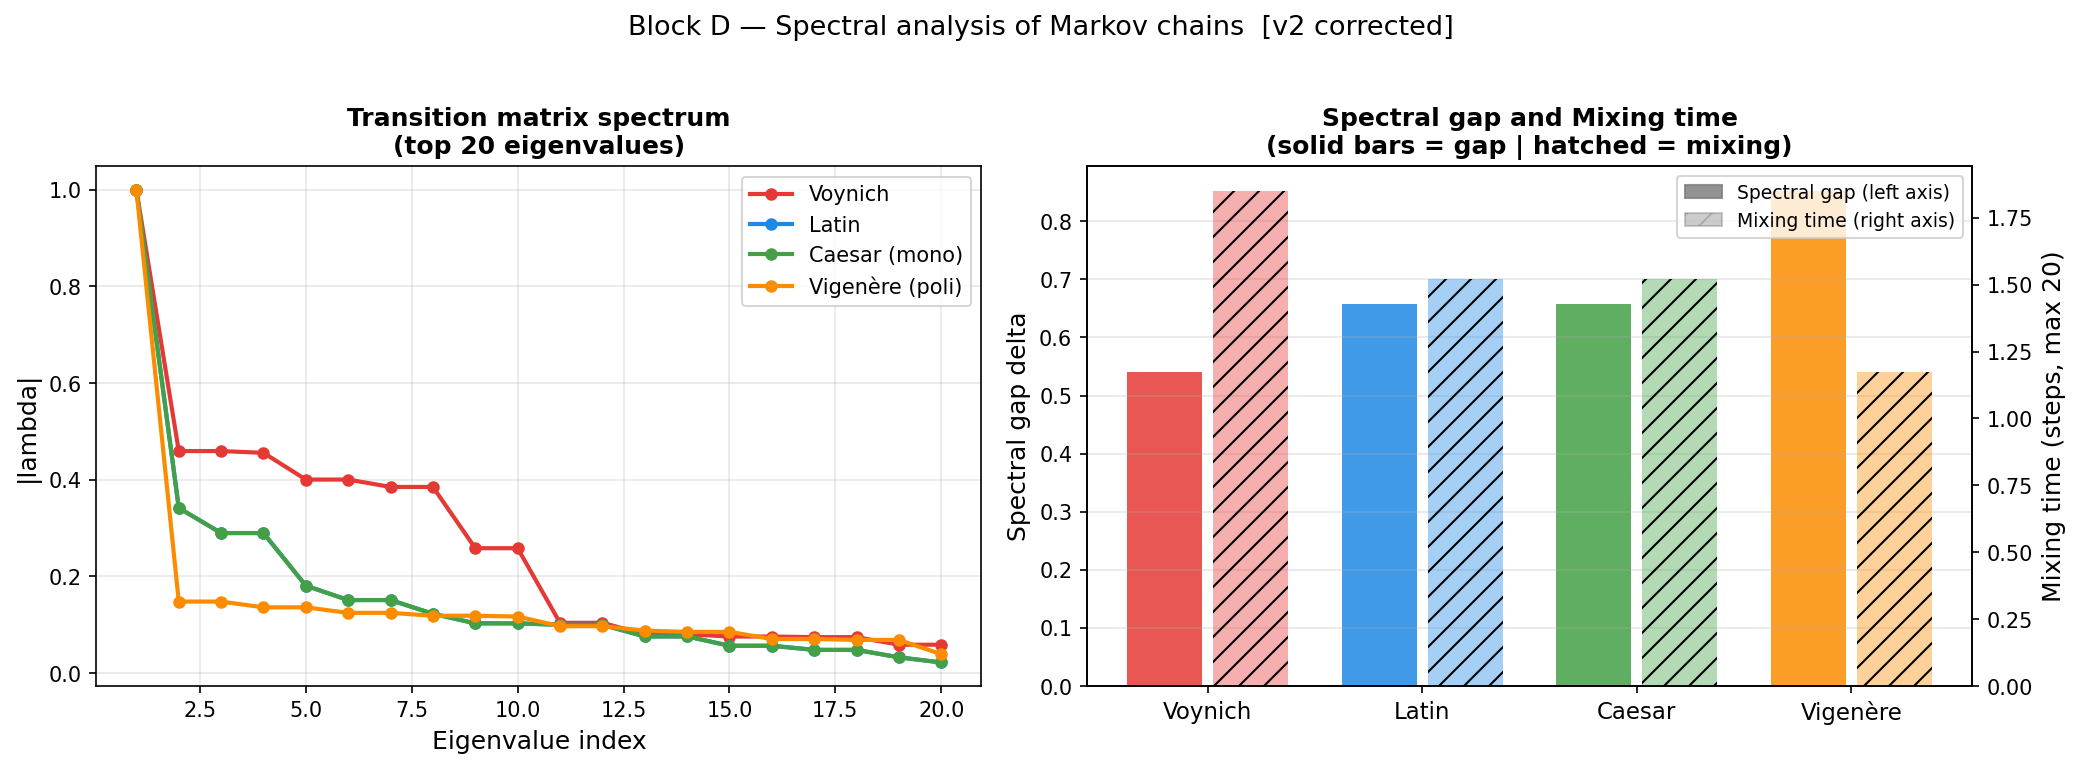 Block D — Spectral analysis of Markov chains  [v2 corrected]
Transition matrix spectrum
(top 20 eigenvalues)
1.0
0.8
0.6
0.4
0.2
0.0
|lambda|
Voynich
Latin
Caesar (mono)
Vigenère (poli)
2.5 5.0 7.5 10.0 12.5 15.0 17.5 20.0
Eigenvalue index
Spectral gap and Mixing time
(solid bars = gap | hatched = mixing)
0.8
0.7
0.6
0.5
0.4
0.3
0.2
0.1
0.0
Spectral gap delta
Spectral gap (left axis)
Mixing time (right axis)
Voynich Latin Caesar Vigenère
1.75
1.50
1.25
1.00
0.75
0.50
0.25
0.00
Mixing time (steps, max 20)